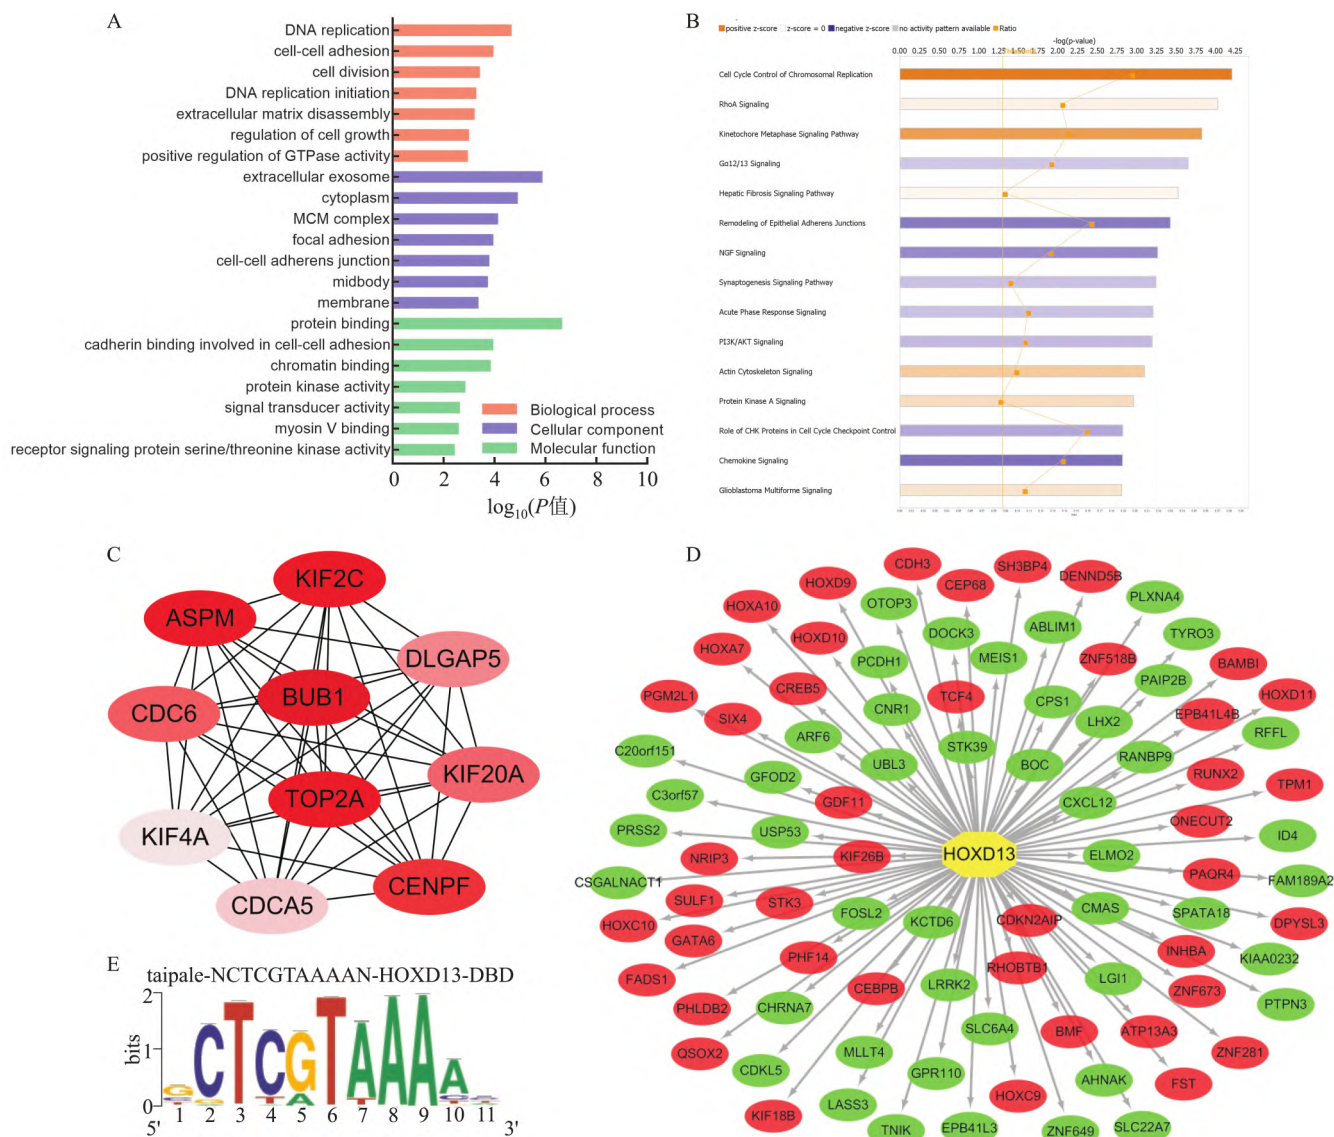 A
DNA replication
cell-cell adhesion
cell division
DNA replication initiation
extracellular matrix disassembly
regulation of cell growth
positive regulation of GTPase activity
extracellular exosome
cytoplasm
MCM complex
focal adhesion
cell-cell adherens junction
midbody
membrane
protein binding
cadherin binding involved in cell-cell adhesion
chromatin binding
protein kinase activity
signal transducer activity
myosin V binding
receptor signaling protein serine/threonine kinase activity
Biological process
Cellular component
Molecular function
0 2 4 6 8 10
log10(P值)
B
positive z-score z-score = 0 negative z-score no activity pattern available Ratio
-log(p-value)
0.00 0.25 0.50 0.75 1.00 1.25 1.50 1.75 2.00 2.25 2.50 2.75 3.00 3.25 3.50 3.75 4.00 4.25
Cell Cycle Control of Chromosomal Replication
RhoA Signaling
Kinetochore Metaphase Signaling Pathway
Gα12/13 Signaling
Hepatic Fibrosis Signaling Pathway
Remodeling of Epithelial Adherens Junctions
NGF Signaling
Synaptogenesis Signaling Pathway
Acute Phase Response Signaling
PI3K/AKT Signaling
Actin Cytoskeleton Signaling
Protein Kinase A Signaling
Role of CHK Proteins in Cell Cycle Checkpoint Control
Chemokine Signaling
Glioblastoma Multiforme Signaling
C
KIF2C
ASPM
DLGAP5
BUB1
CDC6
KIF20A
TOP2A
KIF4A
CENPF
CDCA5
D
CDH3
SH3BP4
HOXD9
CEP68
DENND5B
OTOP3
PLXNA4
HOXA10
HOXD10
DOCK3
ABLIM1
TYRO3
HOXA7
PCDH1
MEIS1
ZNF518B
BAMBI
PAIP2B
PGM2L1
CREB5
TCF4
CPS1
HOXD11
SIX4
CNR1
LHX2
EPB41L4B
C20orf151
ARF6
STK39
RFFL
UBL3
BOC
RANBP9
GFOD2
RUNX2
C3orf57
GDF11
CXCL12
TPM1
PRSS2
USP53
ONECUT2
ID4
NRIP3
KIF26B
HOXD13
ELMO2
PAQR4
FAM189A2
CSGALNACT1
SULF1
STK3
CMAS
SPATA18
HOXC10
FOSL2
KCTD6
CDKN2AIP
DPYSL3
GATA6
INHBA
KIAA0232
PHF14
RHOBTB1
FADS1
CEBPB
LRRK2
LGI1
ZNF673
PTPN3
PHLDB2
CHRNA7
SLC6A4
BMF
ATP13A3
QSOX2
MLLT4
ZNF281
CDKL5
GPR110
AHNAK
FST
LASS3
HOXC9
KIF18B
TNIK
EPB41L3
ZNF649
SLC22A7
E
taipale-NCTCGTAAAAN-HOXD13-DBD
2
1
0
bits
1 2 3 4 5 6 7 8 9 10 11
5' 3'